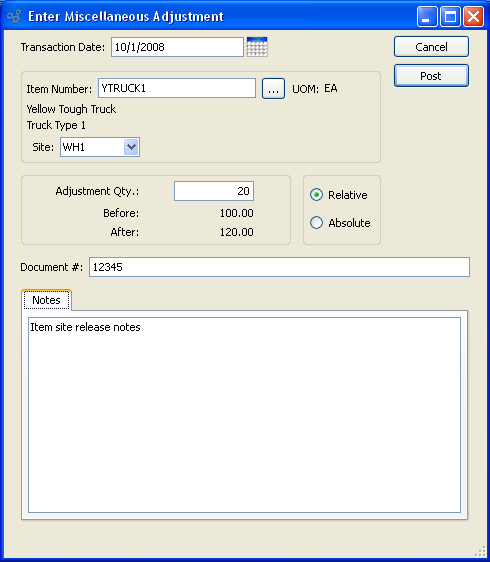 Enter Miscellaneous Adjustment
Transaction Date: 10/1/2008
Cancel
Post
Item Number: YTRUCK1 ... UOM: EA
Yellow Tough Truck
Truck Type 1
Site: WH1
Adjustment Qty.: 20
Before: 100.00
After: 120.00
Relative
Absolute
Document #: 12345
Notes
Item site release notes